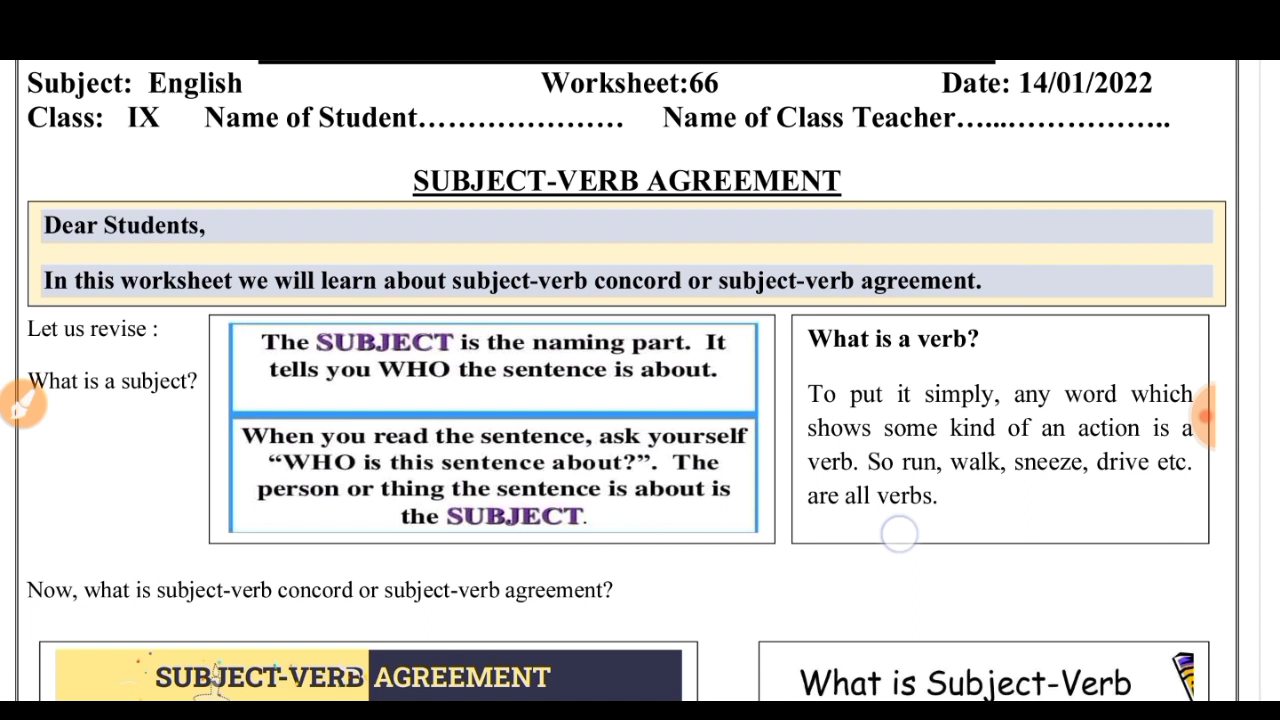 Subject: English Worksheet:66 Date: 14/01/2022
Class: IX Name of Student..................... Name of Class Teacher......................
SUBJECT-VERB AGREEMENT
Dear Students,
In this worksheet we will learn about subject-verb concord or subject-verb agreement.
Let us revise :
What is a subject?
The SUBJECT is the naming part. It
tells you WHO the sentence is about.
When you read the sentence, ask yourself
“WHO is this sentence about?”. The
person or thing the sentence is about is
the SUBJECT.
What is a verb?
To put it simply, any word which
shows some kind of an action is a
verb. So run, walk, sneeze, drive etc.
are all verbs.
Now, what is subject-verb concord or subject-verb agreement?
SUBJECT-VERB AGREEMENT
What is Subject-Verb